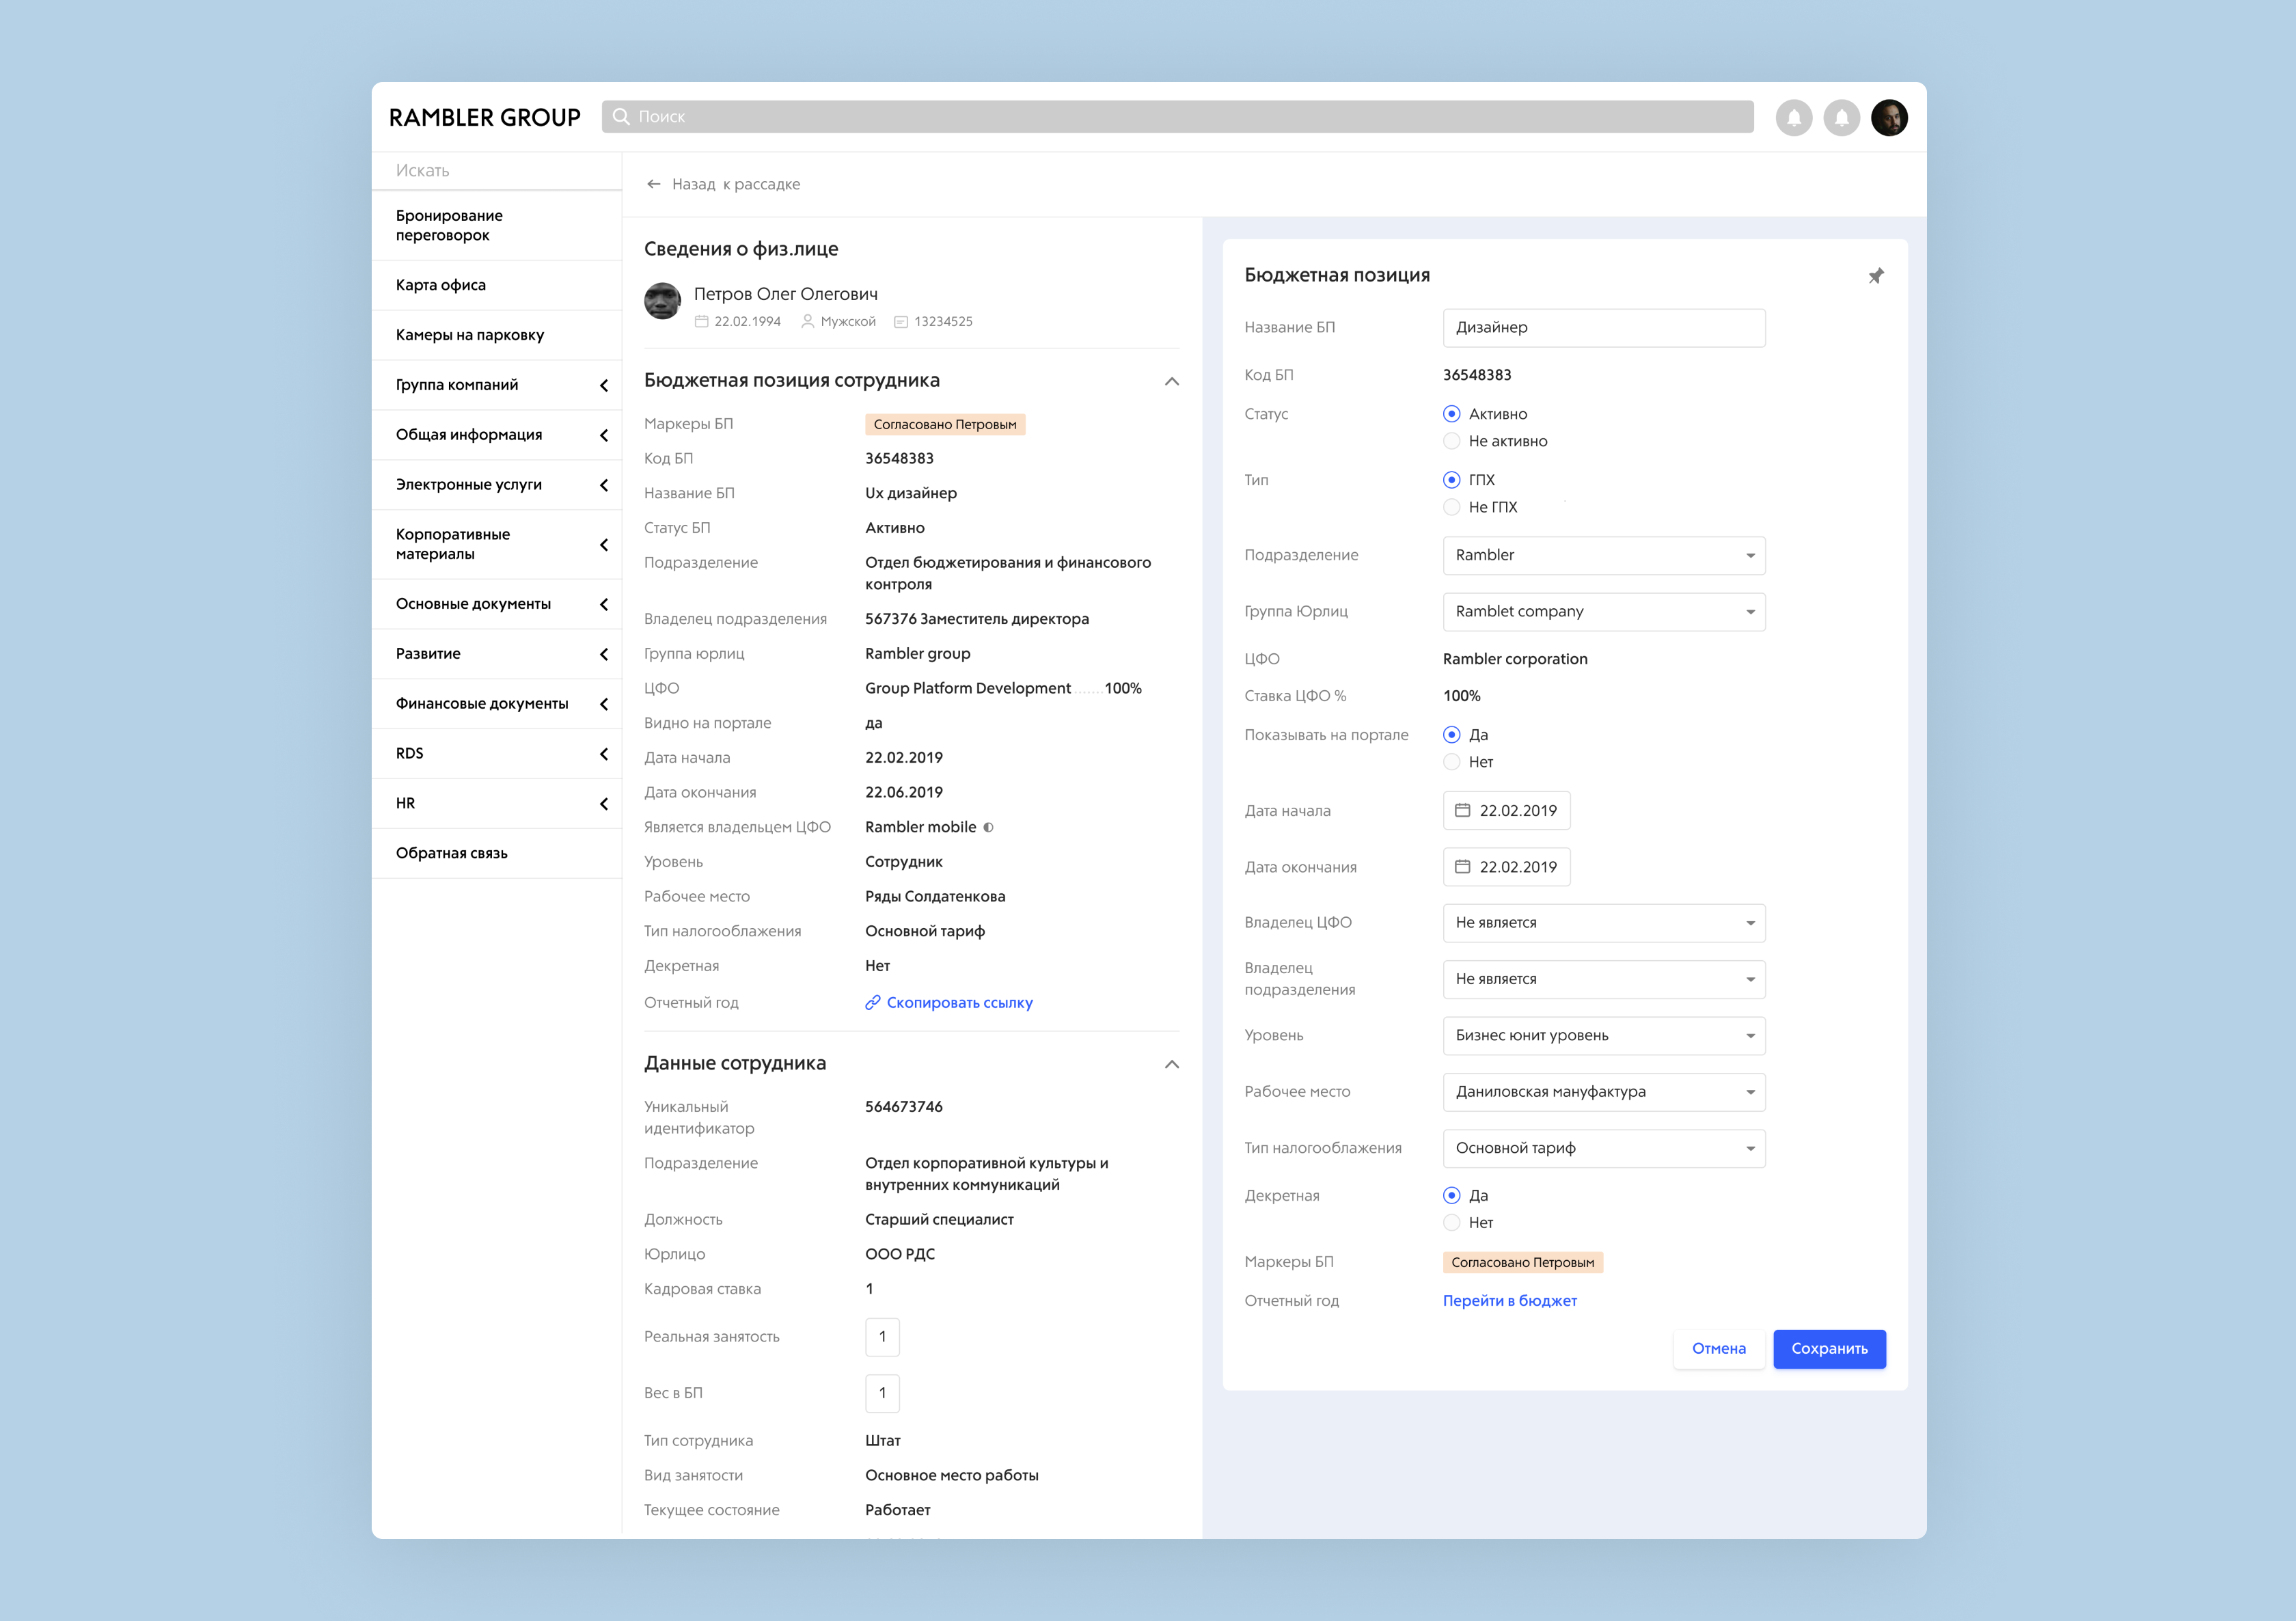 RAMBLER GROUP
Поиск
Искать
Бронирование
переговорок
Карта офиса
Камеры на парковку
Группа компаний
Общая информация
Электронные услуги
Корпоративные
материалы
Основные документы
Развитие
Финансовые документы
RDS
HR
Обратная связь
Назад к рассадке
Сведения о физ.лице
Петров Олег Олегович
22.02.1994 Мужской 13234525
Бюджетная позиция сотрудника
Маркеры БП Согласовано Петровым
Код БП 36548383
Название БП Ux дизайнер
Статус БП Активно
Подразделение Отдел бюджетирования и финансового
контроля
Владелец подразделения 567376 Заместитель директора
Группа юрлиц Rambler group
ЦФО Group Platform Development ....... 100%
Видно на портале да
Дата начала 22.02.2019
Дата окончания 22.06.2019
Является владельцем ЦФО Rambler mobile
Уровень Сотрудник
Рабочее место Ряды Солдатенкова
Тип налогооблажения Основной тариф
Декретная Нет
Отчетный год Скопировать ссылку
Данные сотрудника
Уникальный 564673746
идентификатор
Подразделение Отдел корпоративной культуры и
внутренних коммуникаций
Должность Старший специалист
Юрлицо ООО РДС
Кадровая ставка 1
Реальная занятость 1
Вес в БП 1
Тип сотрудника Штат
Вид занятости Основное место работы
Текущее состояние Работает
Бюджетная позиция
Название БП Дизайнер
Код БП 36548383
Статус Активно
Не активно
Тип ГПХ
Не ГПХ
Подразделение Rambler
Группа Юрлиц Ramblet company
ЦФО Rambler corporation
Ставка ЦФО % 100%
Показывать на портале Да
Нет
Дата начала 22.02.2019
Дата окончания 22.02.2019
Владелец ЦФО Не является
Владелец
подразделения Не является
Уровень Бизнес юнит уровень
Рабочее место Даниловская мануфактура
Тип налогооблажения Основной тариф
Декретная Да
Нет
Маркеры БП Согласовано Петровым
Отчетный год Перейти в бюджет
Отмена Сохранить